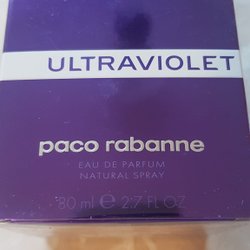 ULTRAVIOLET
paco rabanne
EAU DE PARFUM
NATURAL SPRAY
80 ml e 2.7 FL OZ